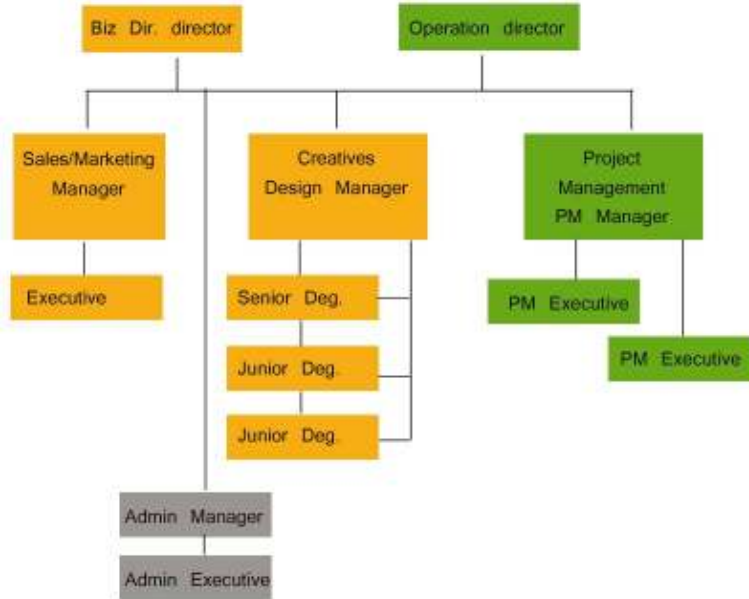 Biz Dir. director
Operation director
Sales/Marketing
Manager
Creatives
Design Manager
Project
Management
PM Manager
Executive
Senior Deg.
Junior Deg.
Junior Deg.
PM Executive
PM Executive
Admin Manager
Admin Executive